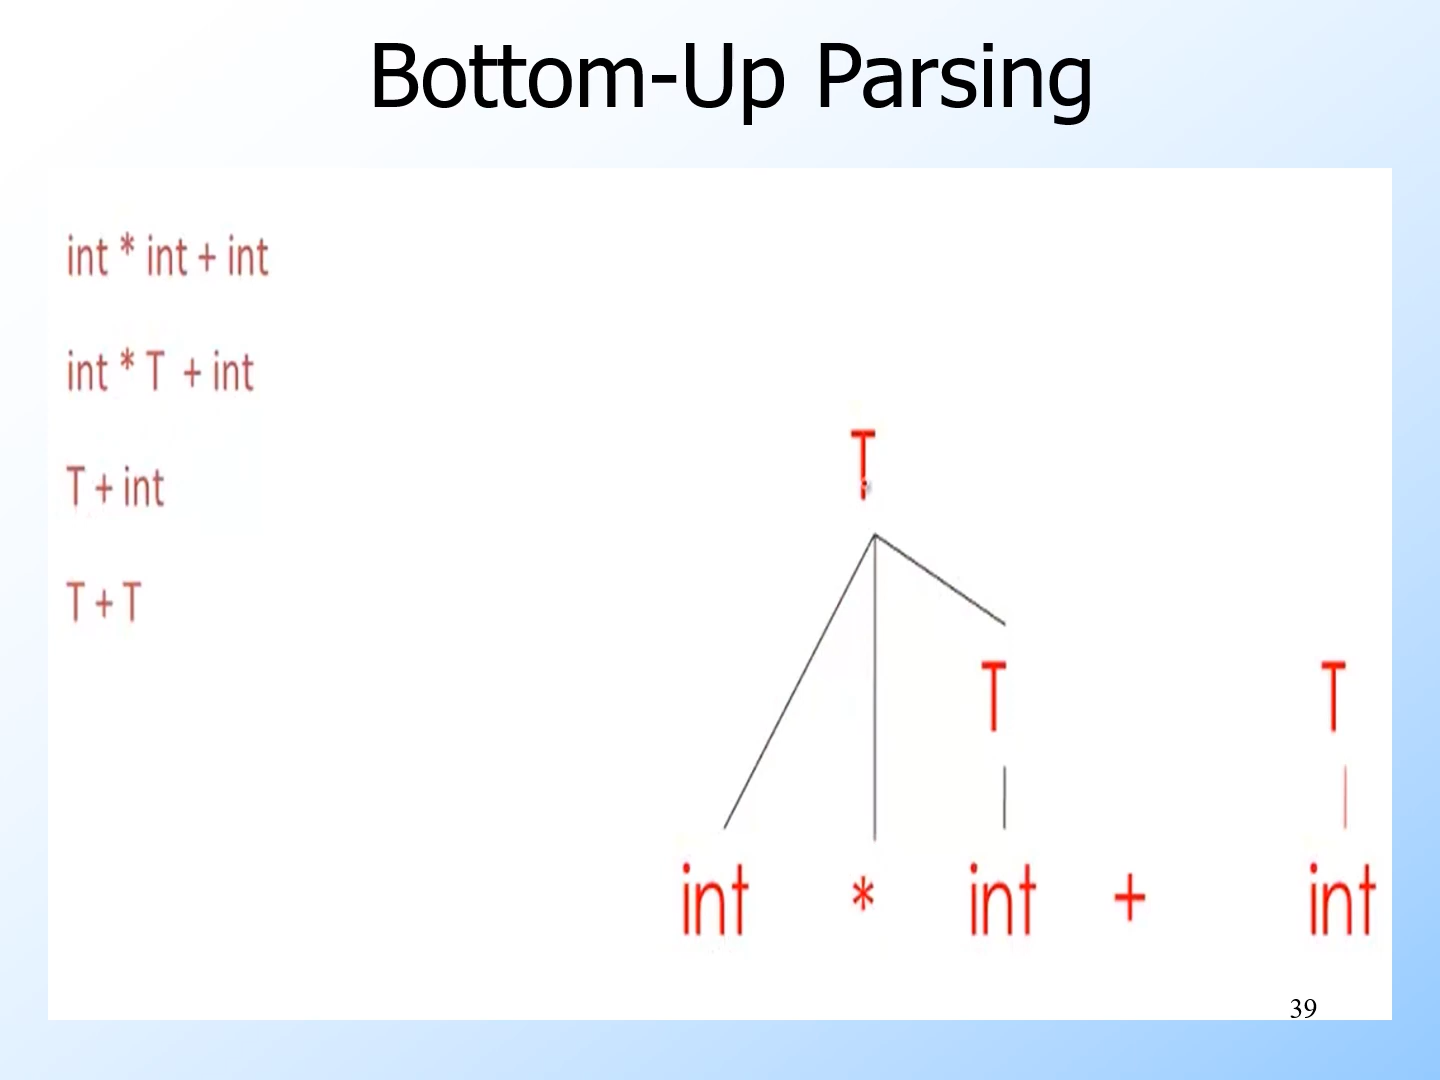 Bottom-Up Parsing
int * int + int
int * T + int
T + int
T + T
T
T T
int * int + int
39